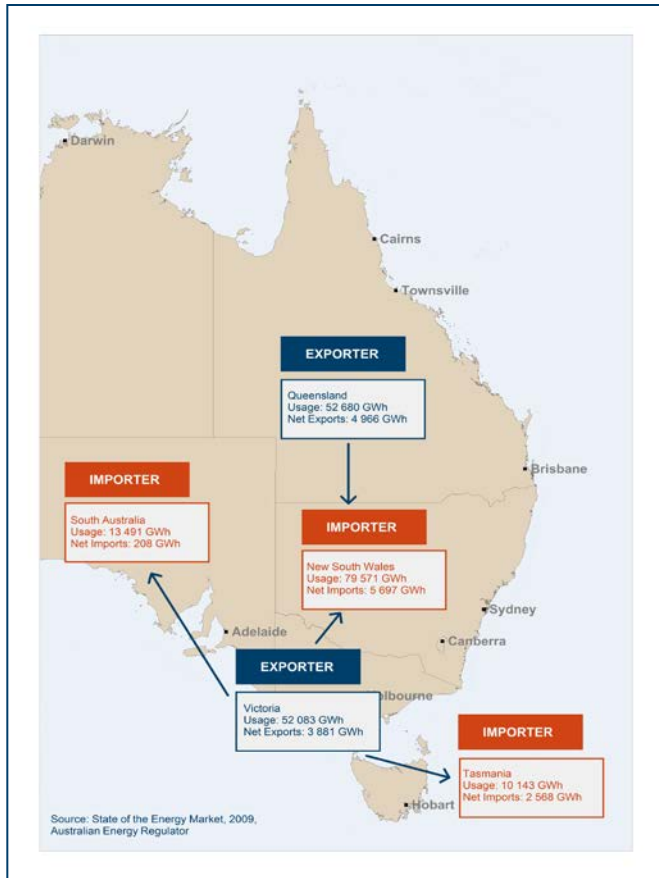 Darwin
Cairns
Townsville
EXPORTER
Queensland
Usage: 52 680 GWh
Net Exports: 4 966 GWh
Brisbane
IMPORTER
South Australia
Usage: 13 491 GWh
Net Imports: 208 GWh
IMPORTER
New South Wales
Usage: 79 571 GWh
Net Imports: 5 697 GWh
Sydney
Adelaide
Canberra
EXPORTER
elbourne
Victoria
Usage: 52 083 GWh
Net Exports: 3 881 GWh
IMPORTER
Tasmania
Usage: 10 143 GWh
Net Imports: 2 568 GWh
Hobart
Source: State of the Energy Market, 2009,
Australian Energy Regulator